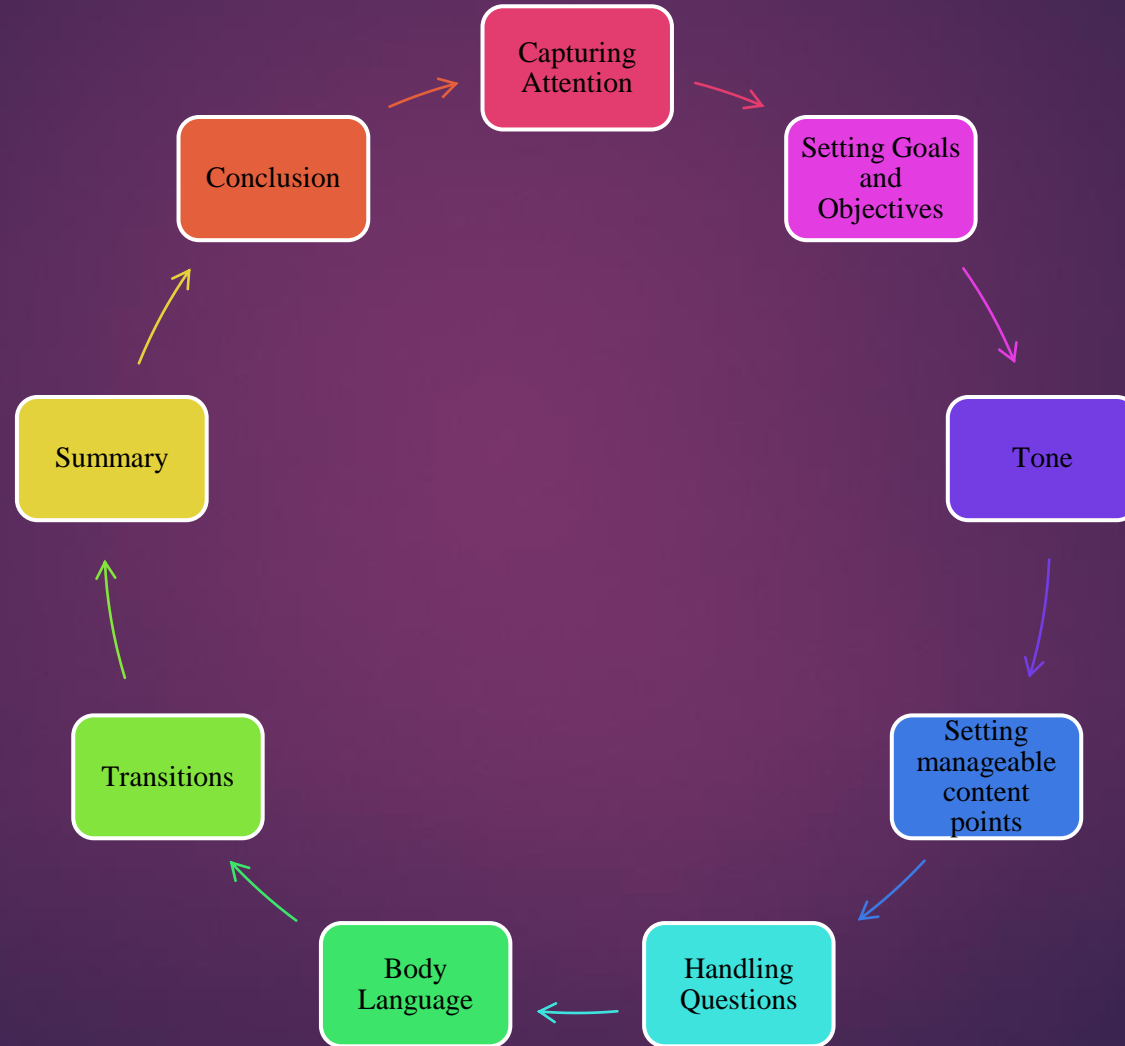 Capturing
Attention
Setting Goals
and
Objectives
Tone
Setting
manageable
content
points
Handling
Questions
Body
Language
Transitions
Summary
Conclusion